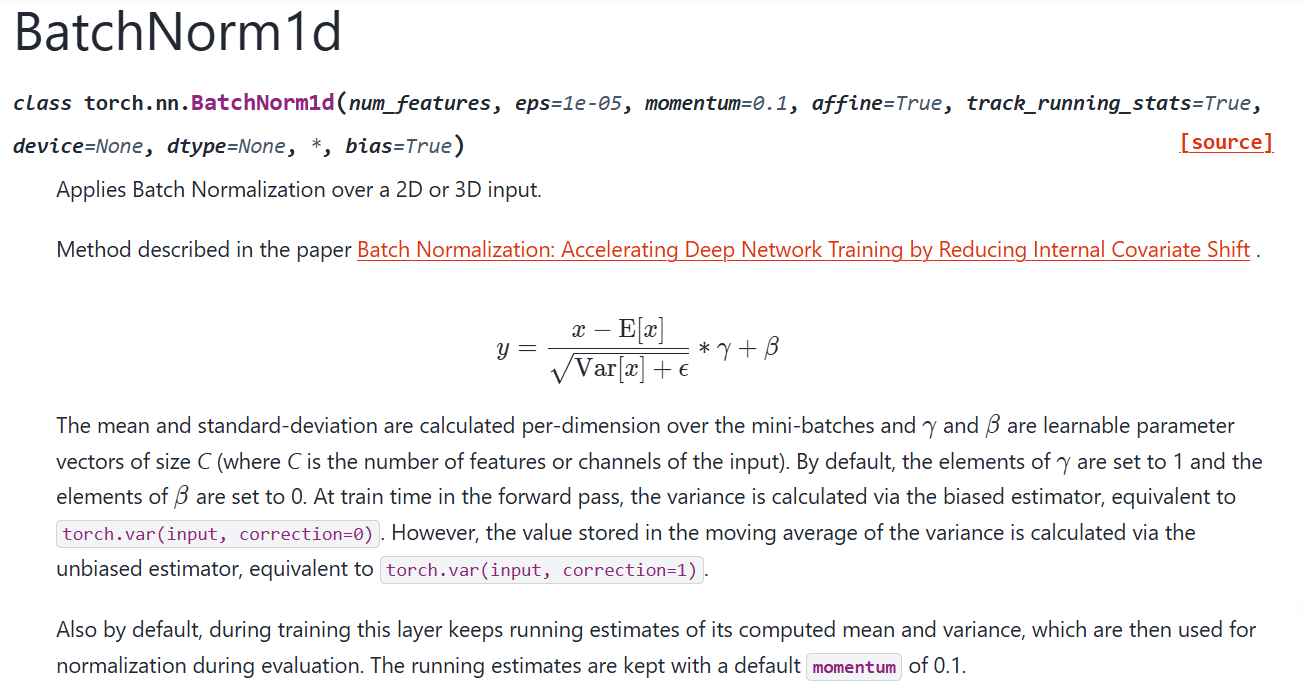 BatchNorm1d
class torch.nn.BatchNorm1d(num_features, eps=1e-05, momentum=0.1, affine=True, track_running_stats=True,
device=None, dtype=None, *, bias=True) [source]
Applies Batch Normalization over a 2D or 3D input.
Method described in the paper Batch Normalization: Accelerating Deep Network Training by Reducing Internal Covariate Shift .
y = \frac{x - E[x]}{\sqrt{Var[x] + ϵ}} * γ + β
The mean and standard-deviation are calculated per-dimension over the mini-batches and γ and β are learnable parameter
vectors of size C (where C is the number of features or channels of the input). By default, the elements of γ are set to 1 and the
elements of β are set to 0. At train time in the forward pass, the variance is calculated via the biased estimator, equivalent to
torch.var(input, correction=0). However, the value stored in the moving average of the variance is calculated via the
unbiased estimator, equivalent to torch.var(input, correction=1).
Also by default, during training this layer keeps running estimates of its computed mean and variance, which are then used for
normalization during evaluation. The running estimates are kept with a default momentum of 0.1.